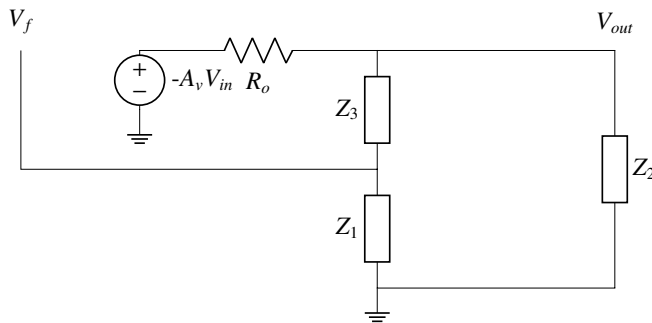 V_f
V_out
+
−
-A_v V_in
R_o
Z_3
Z_2
Z_1